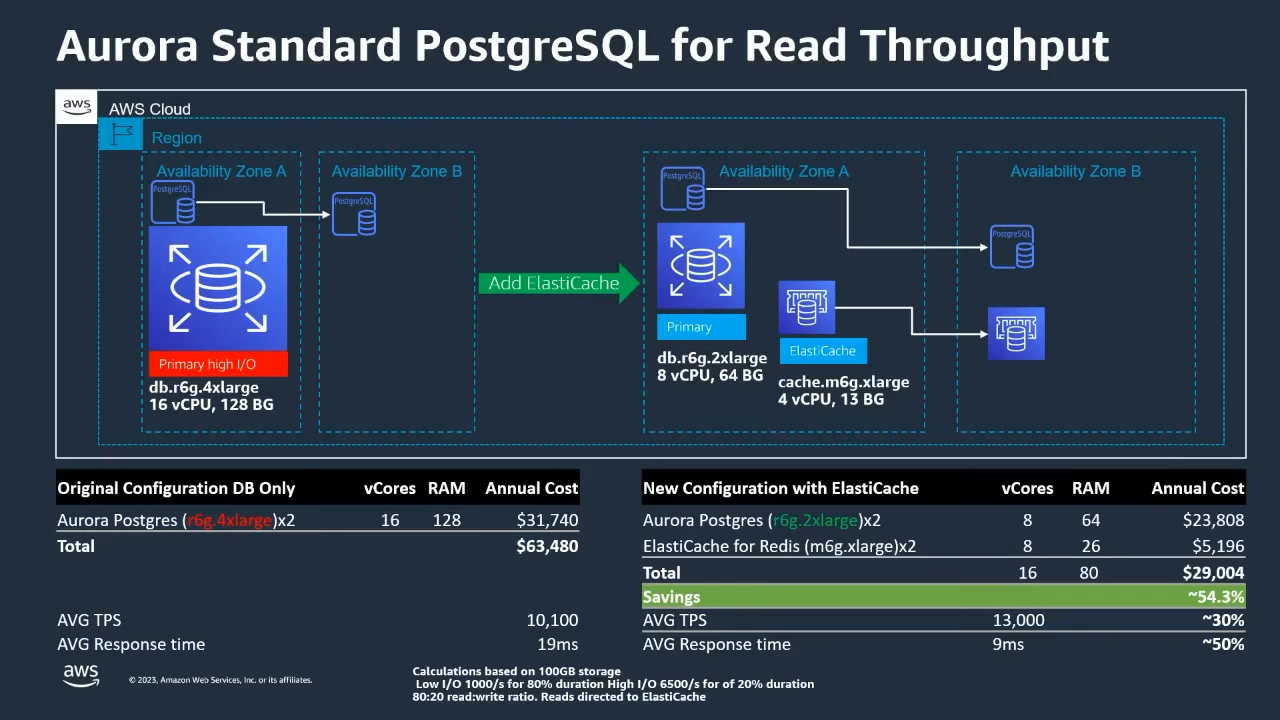 Aurora Standard PostgreSQL for Read Throughput
aws
AWS Cloud
Region
Availability Zone A
Availability Zone B
PostgreSQL
PostgreSQL
Primary high I/O
db.r6g.4xlarge
16 vCPU, 128 BG
Add ElastiCache
Availability Zone A
Availability Zone B
PostgreSQL
PostgreSQL
Primary
db.r6g.2xlarge
8 vCPU, 64 BG
ElastiCache
cache.m6g.xlarge
4 vCPU, 13 BG
Original Configuration DB Only vCores RAM Annual Cost
Aurora Postgres (r6g.4xlarge)x2 16 128 $31,740
Total $63,480
AVG TPS 10,100
AVG Response time 19ms
New Configuration with ElastiCache vCores RAM Annual Cost
Aurora Postgres (r6g.2xlarge)x2 8 64 $23,808
ElastiCache for Redis (m6g.xlarge)x2 8 26 $5,196
Total 16 80 $29,004
Savings ~54.3%
AVG TPS 13,000 ~30%
AVG Response time 9ms ~50%
aws
© 2023, Amazon Web Services, Inc. or its affiliates.
Calculations based on 100GB storage
Low I/O 1000/s for 80% duration High I/O 6500/s for of 20% duration
80:20 read:write ratio. Reads directed to ElastiCache